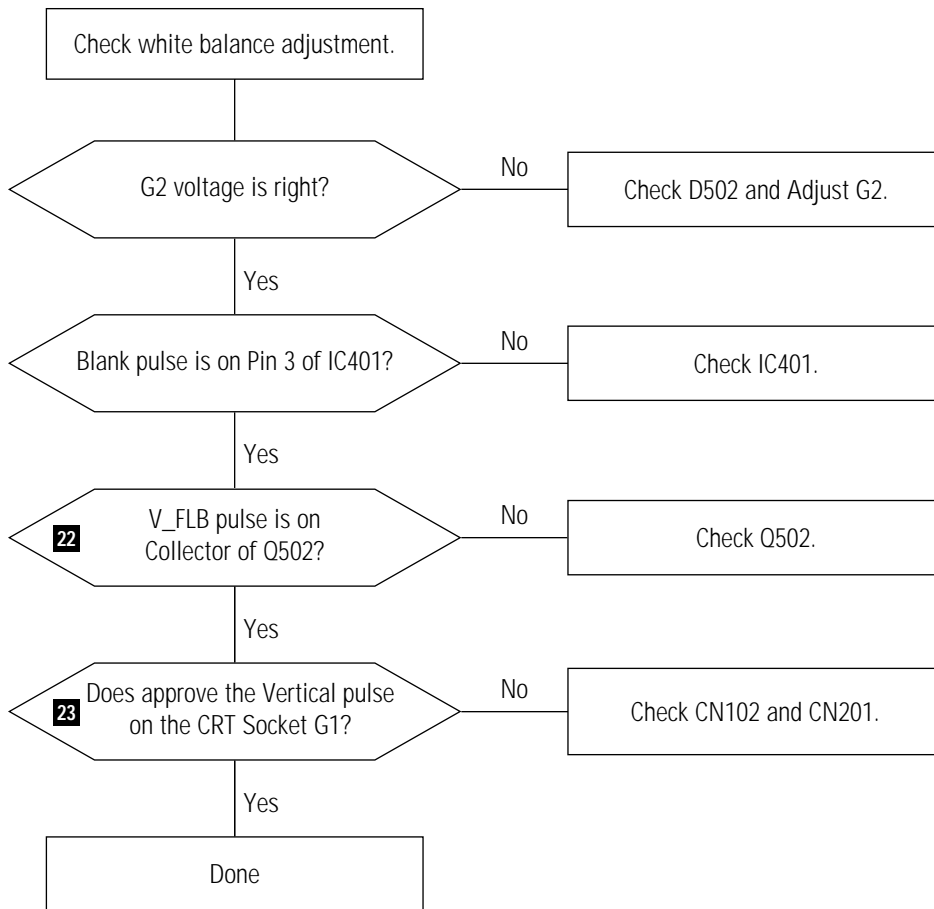 Check white balance adjustment.
G2 voltage is right?
No
Check D502 and Adjust G2.
Yes
Blank pulse is on Pin 3 of IC401?
No
Check IC401.
Yes
22
V_FLB pulse is on
Collector of Q502?
No
Check Q502.
Yes
23
Does approve the Vertical pulse
on the CRT Socket G1?
No
Check CN102 and CN201.
Yes
Done